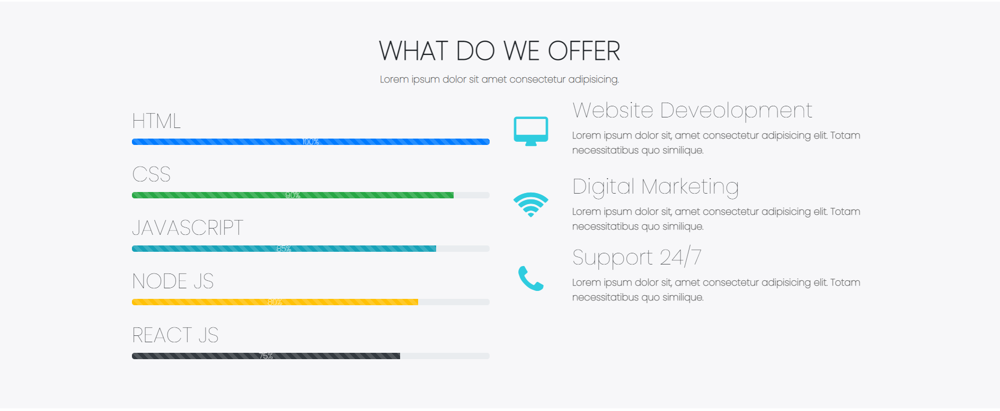 WHAT DO WE OFFER
Lorem ipsum dolor sit amet consectetur adipisicing.
HTML
100%
CSS
90%
JAVASCRIPT
85%
NODE JS
80%
REACT JS
75%
Website Deveolopment
Lorem ipsum dolor sit, amet consectetur adipisicing elit. Totam
necessitatibus quo similique.
Digital Marketing
Lorem ipsum dolor sit, amet consectetur adipisicing elit. Totam
necessitatibus quo similique.
Support 24/7
Lorem ipsum dolor sit, amet consectetur adipisicing elit. Totam
necessitatibus quo similique.